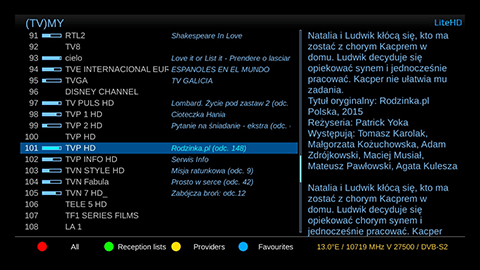 (TV)MY
LiteHD
91 RTL2 Shakespeare In Love
92 TV8
93 cielo Love it or List it - Prendere o lasciar
94 TVE INTERNACIONAL EUR ESPAÑOLES EN EL MUNDO
95 TVGA TV GALICIA
96 DISNEY CHANNEL
97 TV PULS HD Lombard. Życie pod zastaw 2 (odc.
98 TVP 1 HD Cioteczka Hania
99 TVP 2 HD Pytanie na śniadanie - ekstra (odc.
100 TVP HD
101 TVP HD Rodzinka.pl (odc. 148)
102 TVP INFO HD Serwis Info
103 TVN STYLE HD Misja ratunkowa (odc. 9)
104 TVN Fabula Prosto w serce (odc. 42)
105 TVN 7 HD_ Zabójcza broń: odc.12
106 TELE 5 HD
107 TF1 SERIES FILMS
108 LA 1
Natalia i Ludwik kłócą się, kto ma
zostać z chorym Kacprem w
domu. Ludwik decyduje się
opiekować synem i jednocześnie
pracować. Kacper nie ułatwia mu
zadania.
Tytuł oryginalny: Rodzinka.pl
Polska, 2015
Reżyseria: Patrick Yoka
Występują: Tomasz Karolak,
Małgorzata Kożuchowska, Adam
Zdrójkowski, Maciej Musiał,
Mateusz Pawłowski, Agata Kulesza
Natalia i Ludwik kłócą się, kto ma
zostać z chorym Kacprem w
domu. Ludwik decyduje się
opiekować synem i
jednocześnie pracować. Kacper
All Reception lists Providers Favourites 13.0°E / 10719 MHz V 27500 / DVB-S2